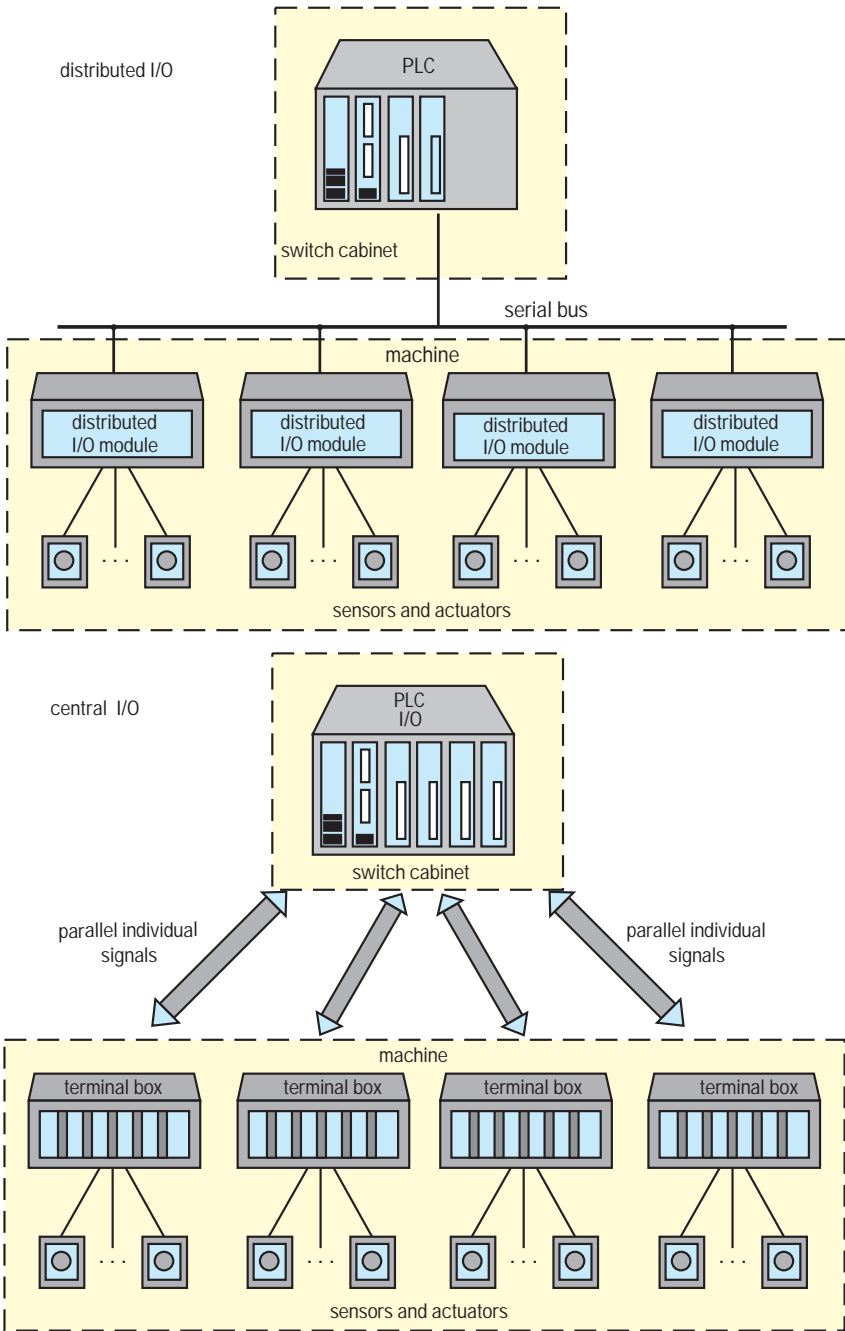 distributed I/O
PLC
switch cabinet
serial bus
machine
distributed
I/O module
distributed
I/O module
distributed
I/O module
distributed
I/O module
. . .
. . .
. . .
. . .
sensors and actuators
central I/O
PLC
I/O
switch cabinet
parallel individual
signals
parallel individual
signals
machine
terminal box
terminal box
terminal box
terminal box
. . .
. . .
. . .
. . .
sensors and actuators